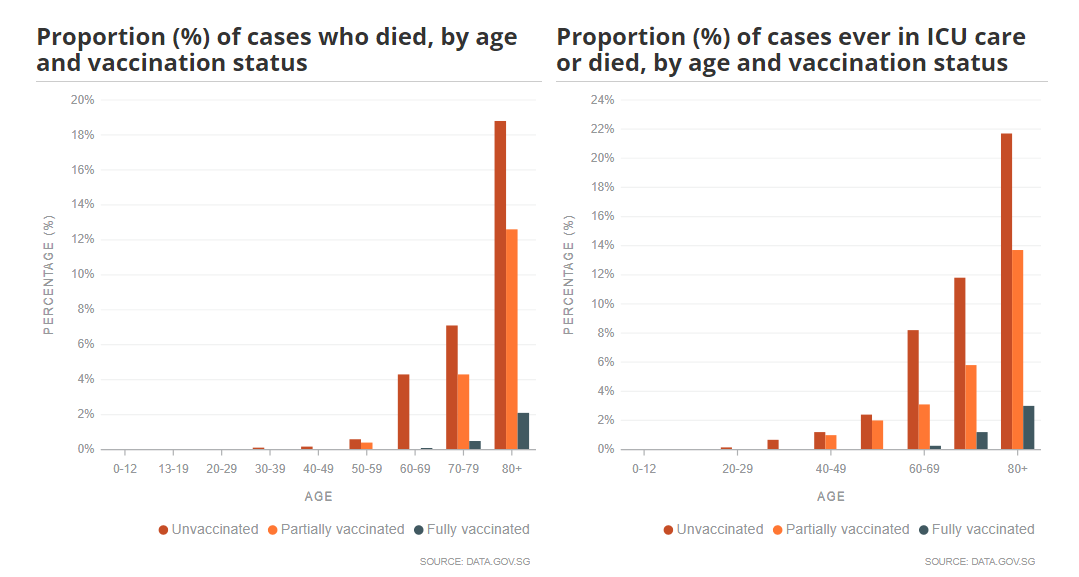 Proportion (%) of cases who died, by age
and vaccination status
20%
18%
16%
14%
12%
10%
8%
6%
4%
2%
0%
PERCENTAGE (%)
0-12 13-19 20-29 30-39 40-49 50-59 60-69 70-79 80+
AGE
Unvaccinated Partially vaccinated Fully vaccinated
SOURCE: DATA.GOV.SG
Proportion (%) of cases ever in ICU care
or died, by age and vaccination status
24%
22%
20%
18%
16%
14%
12%
10%
8%
6%
4%
2%
0%
PERCENTAGE (%)
0-12 20-29 40-49 60-69 80+
AGE
Unvaccinated Partially vaccinated Fully vaccinated
SOURCE: DATA.GOV.SG